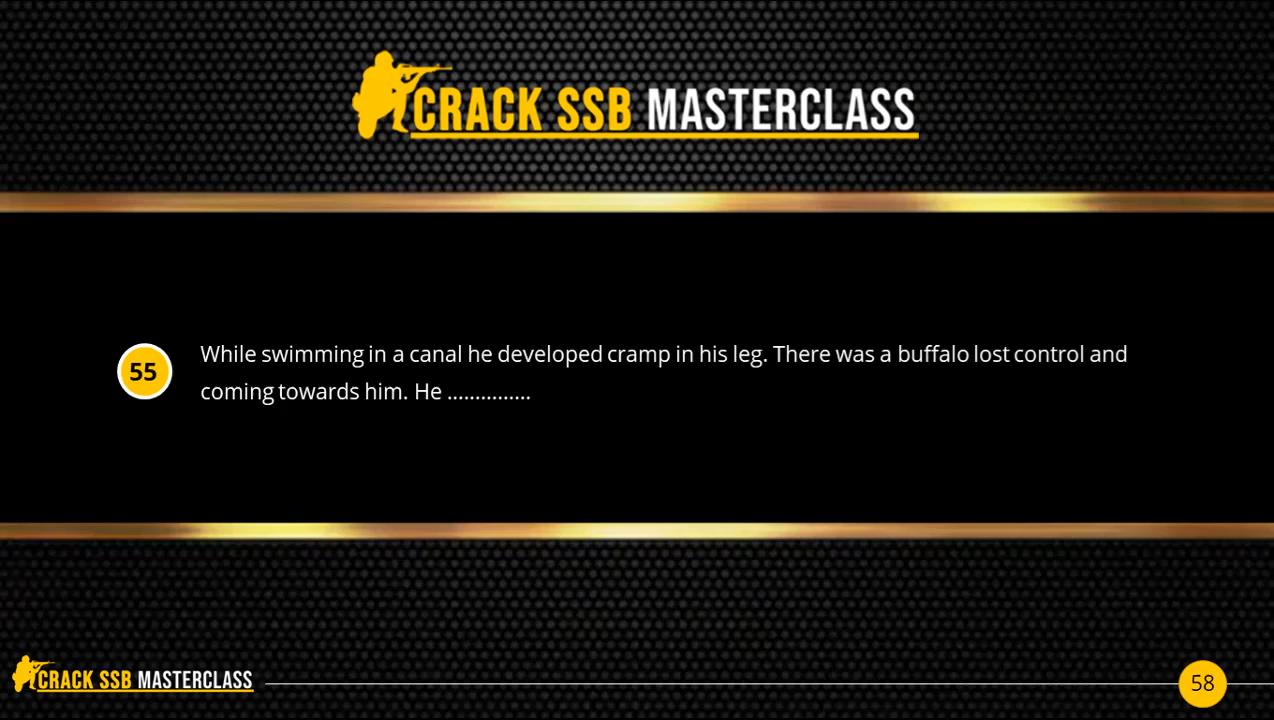 CRACK SSB MASTERCLASS
55
While swimming in a canal he developed cramp in his leg. There was a buffalo lost control and
coming towards him. He ...............
CRACK SSB MASTERCLASS
58